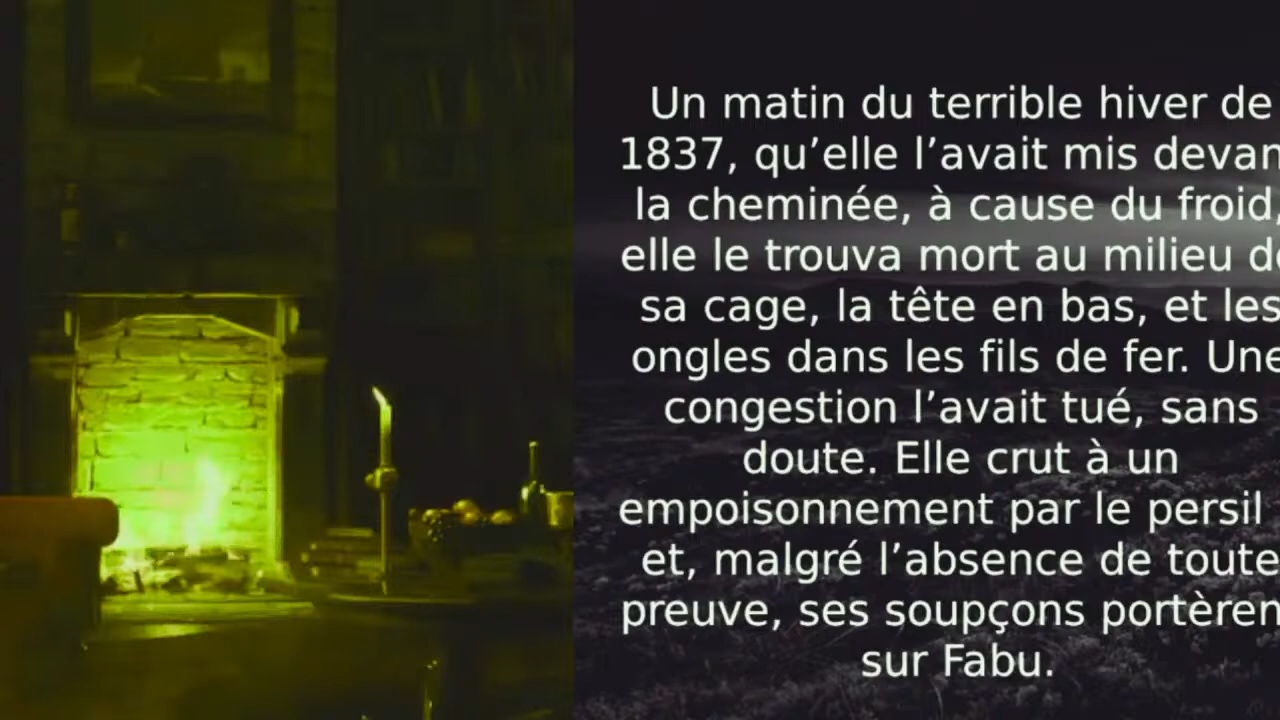 Un matin du terrible hiver de
1837, qu’elle l’avait mis devan
la cheminée, à cause du froid,
elle le trouva mort au milieu de
sa cage, la tête en bas, et les
ongles dans les fils de fer. Une
congestion l’avait tué, sans
doute. Elle crut à un
empoisonnement par le persil
et, malgré l’absence de toute
preuve, ses soupçons portèren
sur Fabu.